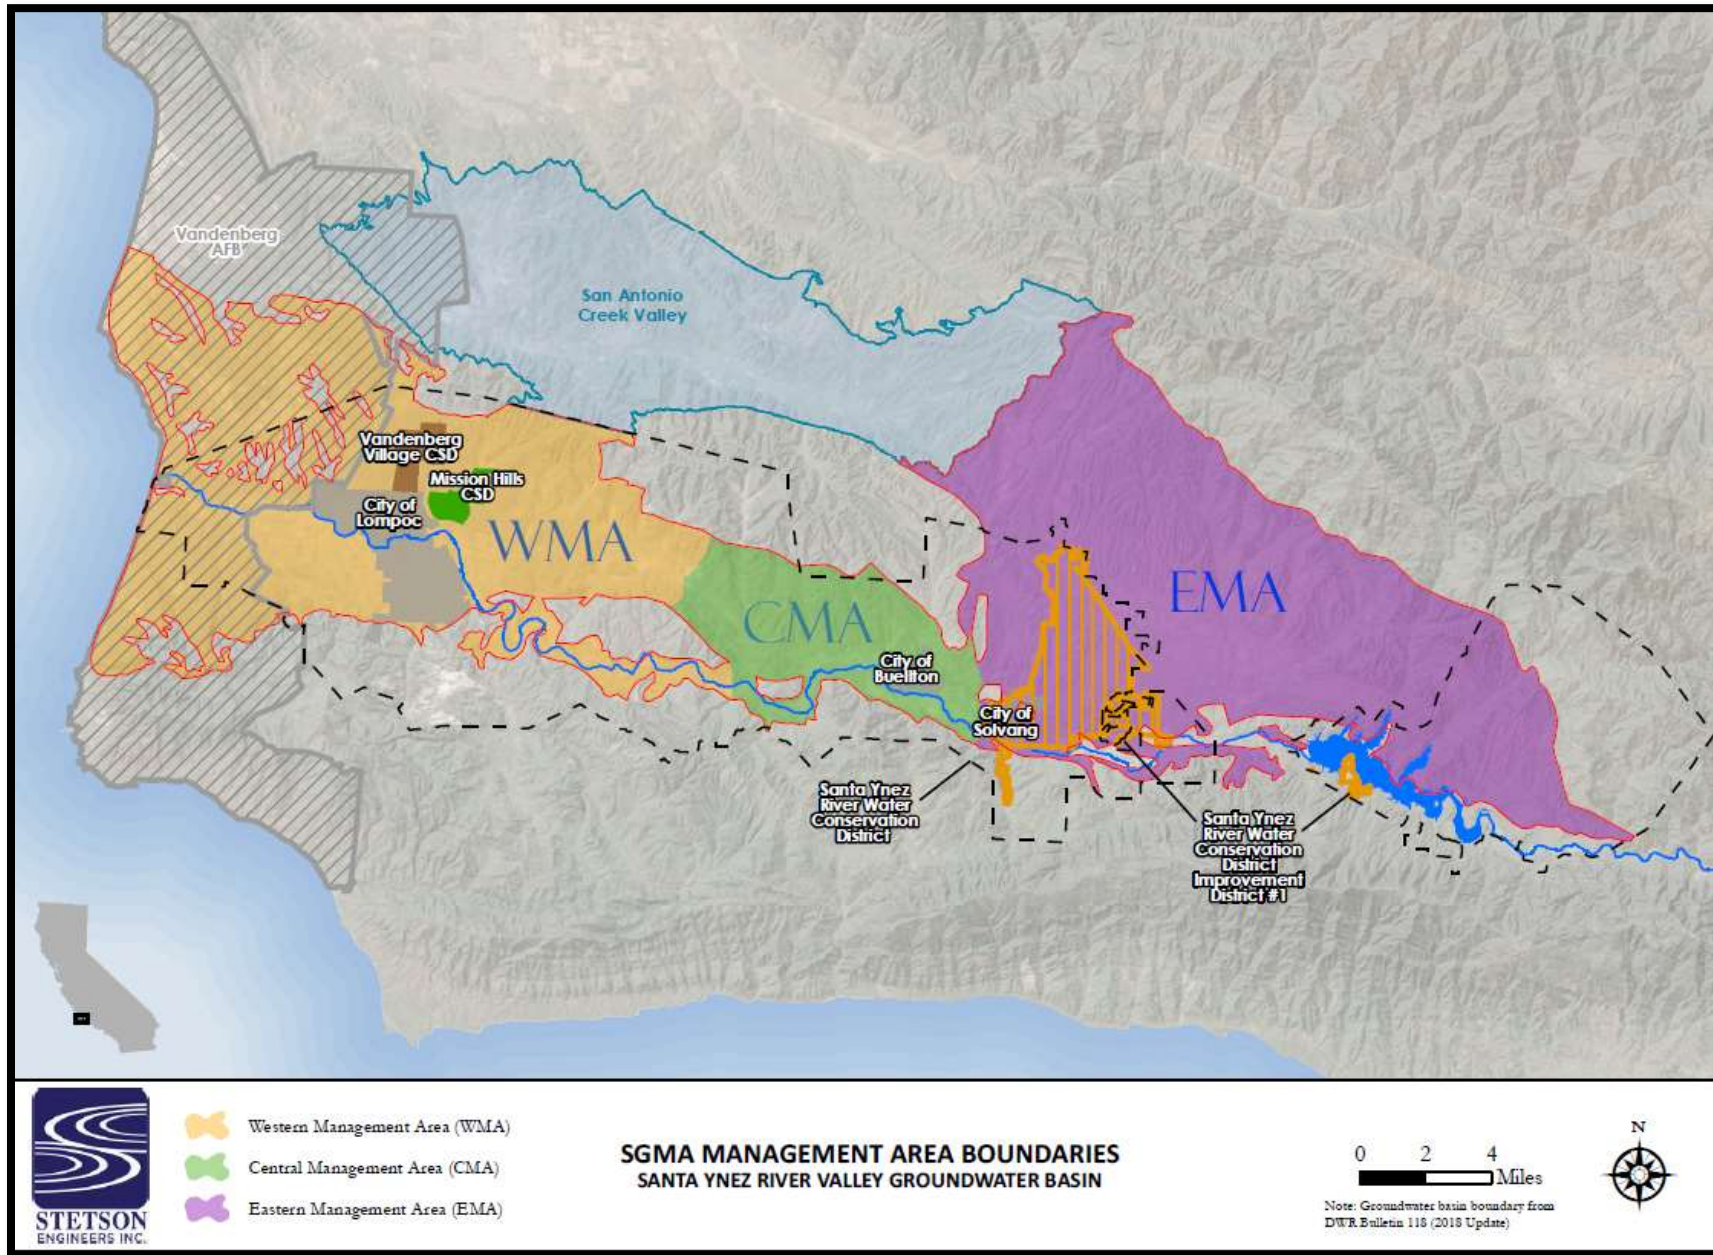 Vandenberg
AFB
San Antonio
Creek Valley
Vandenberg
Village CSD
Mission Hills
CSD
City of
Lompoc
WMA
CMA
EMA
City of
Buellton
City of
Solvang
Santa Ynez
River Water
Conservation
District
Santa Ynez
River Water
Conservation
District
Improvement
District #1
STETSON
ENGINEERS INC.
Western Management Area (WMA)
Central Management Area (CMA)
Eastern Management Area (EMA)
SGMA MANAGEMENT AREA BOUNDARIES
SANTA YNEZ RIVER VALLEY GROUNDWATER BASIN
0 2 4
Miles
Note: Groundwater basin boundary from
DWR Bulletin 118 (2018 Update)
N